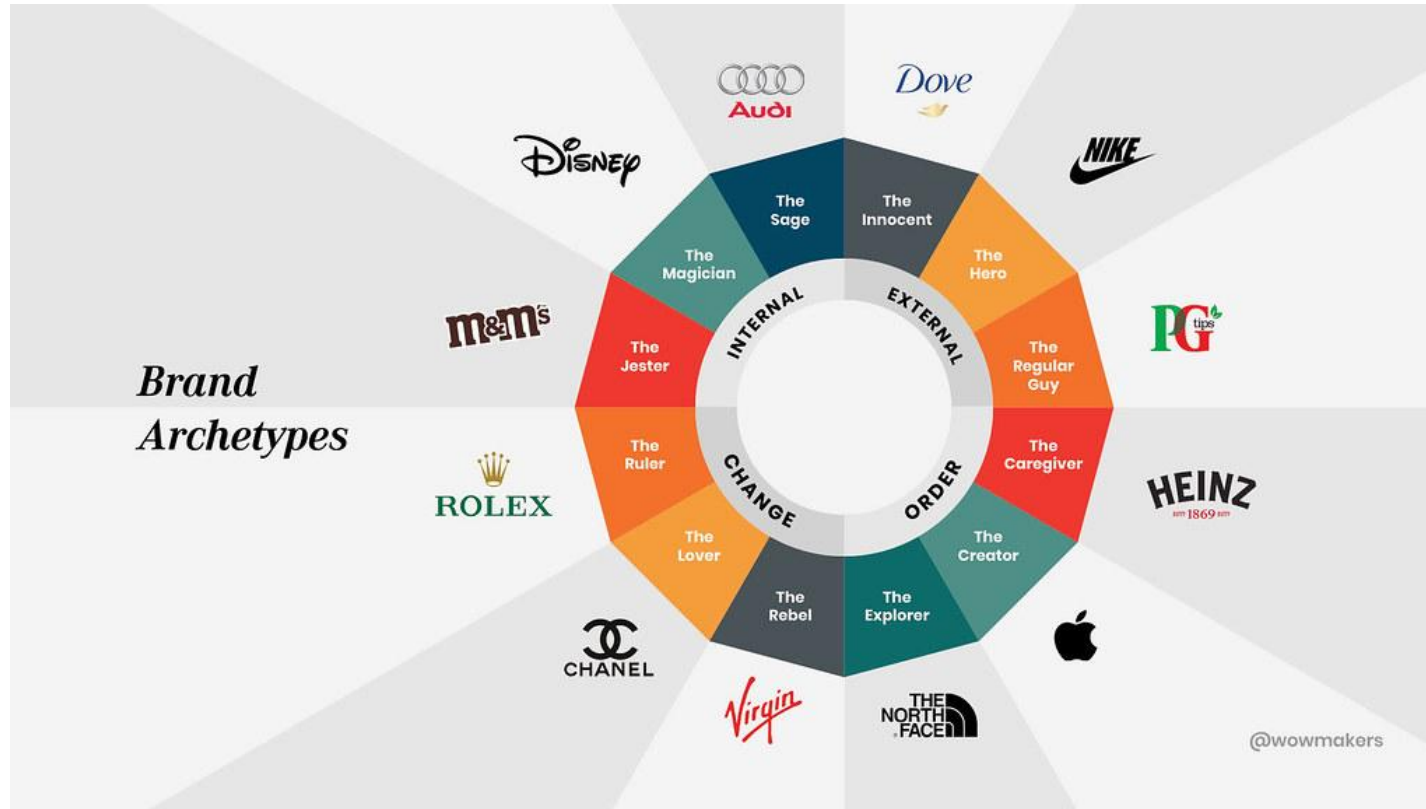 Brand
Archetypes
Audi
Dove
DISNEY
NIKE
m&m's
PG
tips
ROLEX
HEINZ
ESTD 1869 ESTD
CHANEL
Virgin
THE
NORTH
FACE
The
Sage
The
Innocent
The
Magician
The
Hero
The
Jester
The
Regular
Guy
The
Ruler
The
Caregiver
The
Lover
The
Creator
The
Rebel
The
Explorer
INTERNAL
EXTERNAL
CHANGE
ORDER
@wowmakers